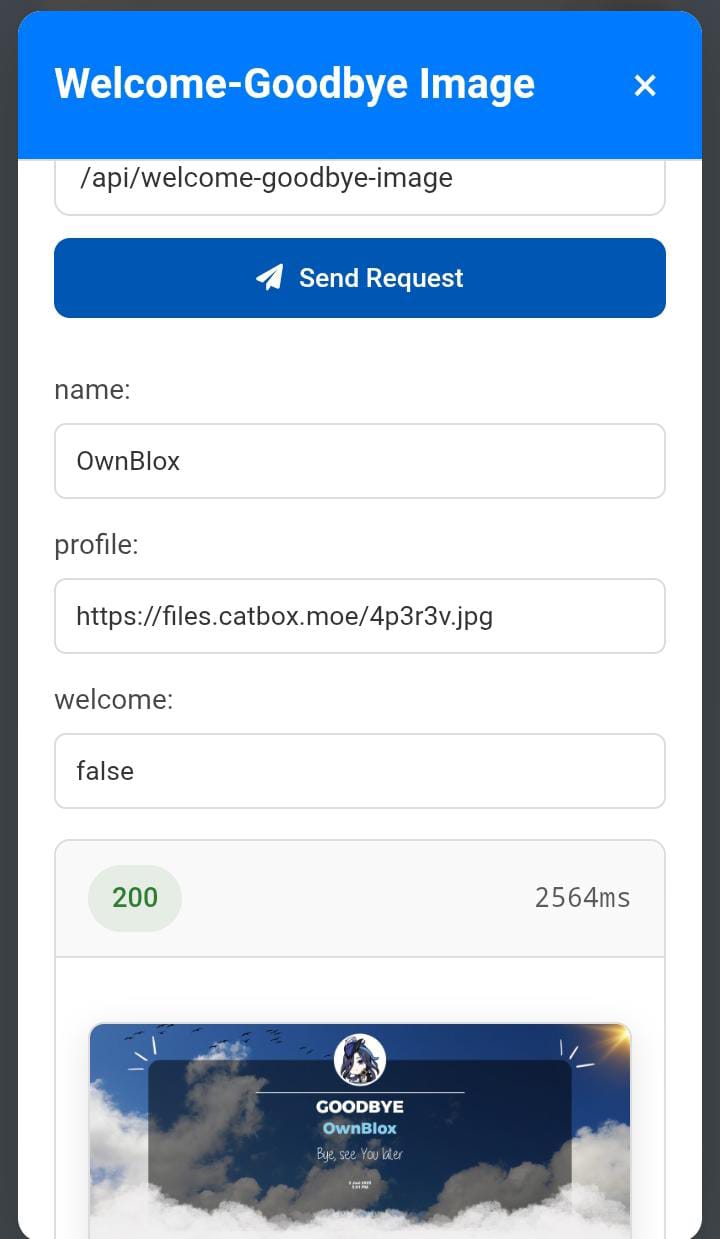 Welcome-Goodbye Image
×
/api/welcome-goodbye-image
Send Request
name:
OwnBlox
profile:
https://files.catbox.moe/4p3r3v.jpg
welcome:
false
200
2564ms
GOODBYE
OwnBlox
Bye, see You later